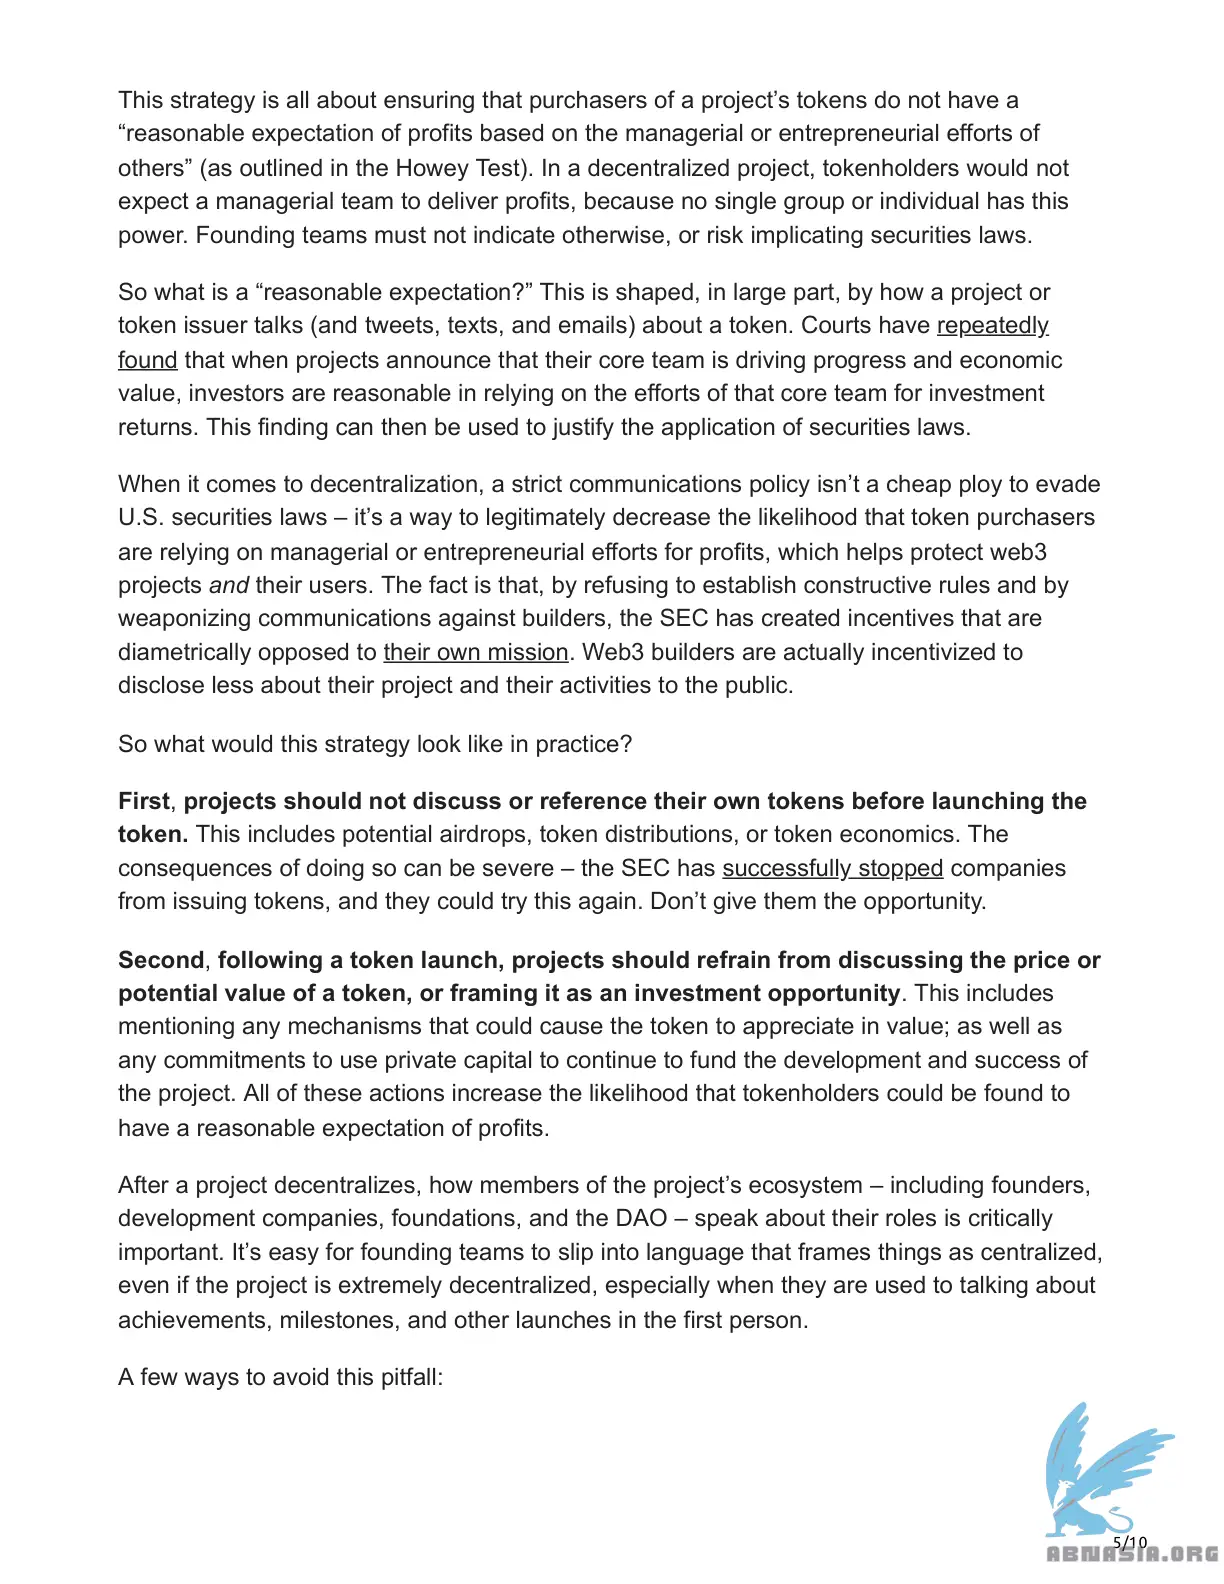 This strategy is all about ensuring that purchasers of a project’s tokens do not have a
“reasonable expectation of profits based on the managerial or entrepreneurial efforts of
others” (as outlined in the Howey Test). In a decentralized project, tokenholders would not
expect a managerial team to deliver profits, because no single group or individual has this
power. Founding teams must not indicate otherwise, or risk implicating securities laws.
So what is a “reasonable expectation?” This is shaped, in large part, by how a project or
token issuer talks (and tweets, texts, and emails) about a token. Courts have repeatedly
found that when projects announce that their core team is driving progress and economic
value, investors are reasonable in relying on the efforts of that core team for investment
returns. This finding can then be used to justify the application of securities laws.
When it comes to decentralization, a strict communications policy isn’t a cheap ploy to evade
U.S. securities laws – it’s a way to legitimately decrease the likelihood that token purchasers
are relying on managerial or entrepreneurial efforts for profits, which helps protect web3
projects and their users. The fact is that, by refusing to establish constructive rules and by
weaponizing communications against builders, the SEC has created incentives that are
diametrically opposed to their own mission. Web3 builders are actually incentivized to
disclose less about their project and their activities to the public.
So what would this strategy look like in practice?
First, projects should not discuss or reference their own tokens before launching the
token. This includes potential airdrops, token distributions, or token economics. The
consequences of doing so can be severe – the SEC has successfully stopped companies
from issuing tokens, and they could try this again. Don’t give them the opportunity.
Second, following a token launch, projects should refrain from discussing the price or
potential value of a token, or framing it as an investment opportunity. This includes
mentioning any mechanisms that could cause the token to appreciate in value; as well as
any commitments to use private capital to continue to fund the development and success of
the project. All of these actions increase the likelihood that tokenholders could be found to
have a reasonable expectation of profits.
After a project decentralizes, how members of the project’s ecosystem – including founders,
development companies, foundations, and the DAO – speak about their roles is critically
important. It’s easy for founding teams to slip into language that frames things as centralized,
even if the project is extremely decentralized, especially when they are used to talking about
achievements, milestones, and other launches in the first person.
A few ways to avoid this pitfall:
5/10
ABNASIA.ORG